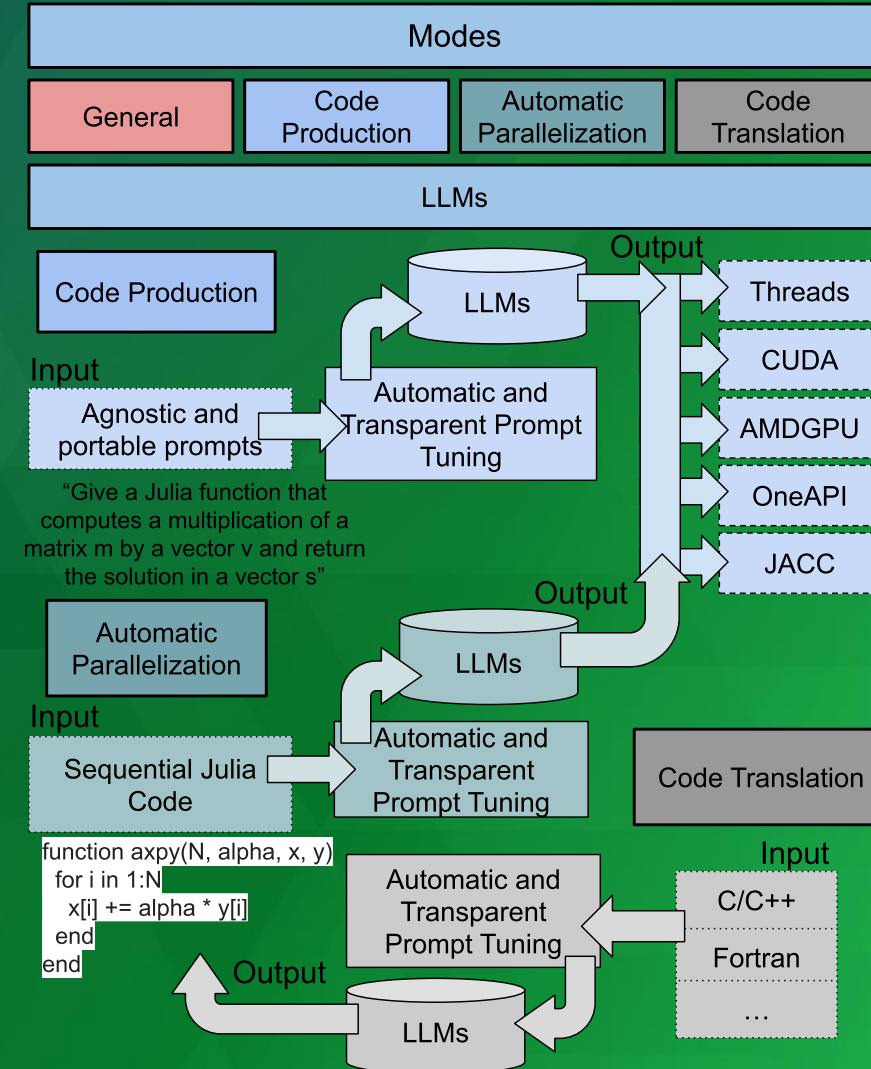 Modes
General
Code
Production
Automatic
Parallelization
Code
Translation
LLMs
Code Production
LLMs
Output
Threads
CUDA
AMDGPU
OneAPI
JACC
Input
Agnostic and
portable prompts
Automatic and
Transparent Prompt
Tuning
“Give a Julia function that
computes a multiplication of a
matrix m by a vector v and return
the solution in a vector s”
Automatic
Parallelization
Output
LLMs
Input
Sequential Julia
Code
Automatic and
Transparent
Prompt Tuning
Code Translation
function axpy(N, alpha, x, y)
for i in 1:N
x[i] += alpha * y[i]
end
end
Input
C/C++
Fortran
...
Automatic and
Transparent
Prompt Tuning
Output
LLMs